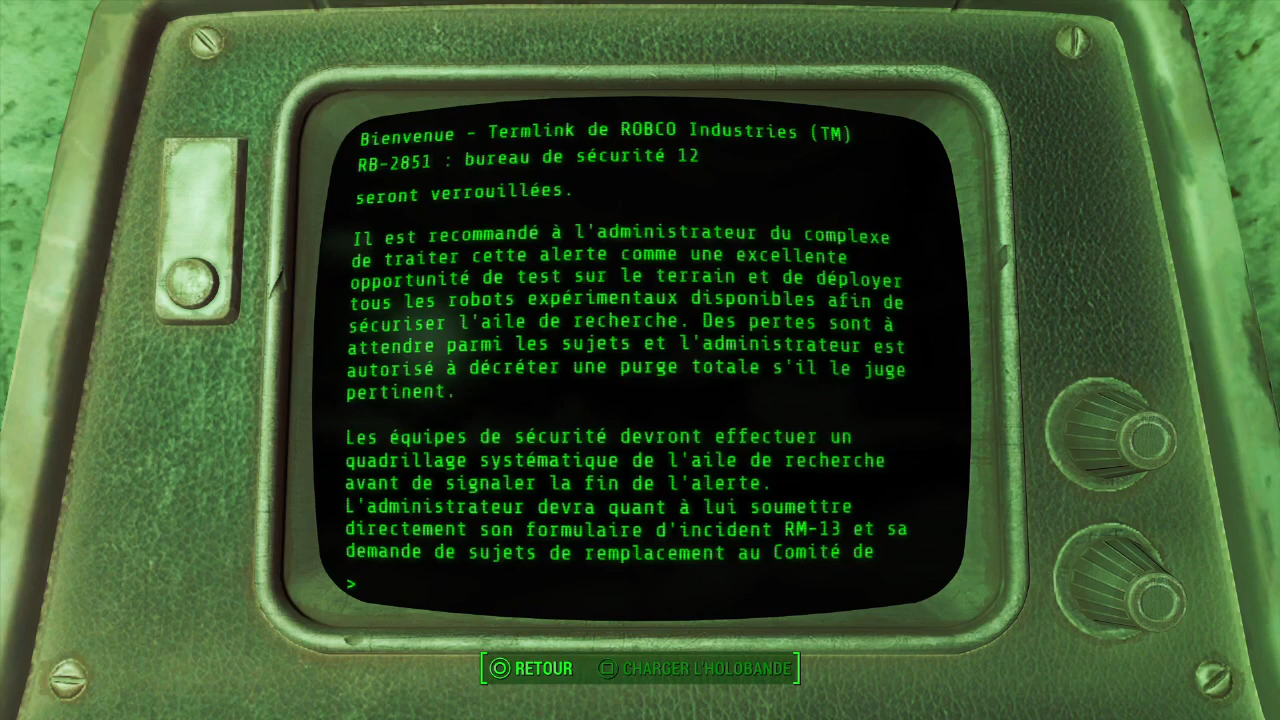 Bienvenue - Termlink de ROBCO Industries (TM)
RB-2851 : bureau de sécurité 12
seront verrouillées.
Il est recommandé à l'administrateur du complexe
de traiter cette alerte comme une excellente
opportunité de test sur le terrain et de déployer
tous les robots expérimentaux disponibles afin de
sécuriser l'aile de recherche. Des pertes sont à
attendre parmi les sujets et l'administrateur est
autorisé à décréter une purge totale s'il le juge
pertinent.
Les équipes de sécurité devront effectuer un
quadrillage systématique de l'aile de recherche
avant de signaler la fin de l'alerte.
L'administrateur devra quant à lui soumettre
directement son formulaire d'incident RM-13 et sa
demande de sujets de remplacement au Comité de
>
RETOUR CHARGER L'HOLOBANDE